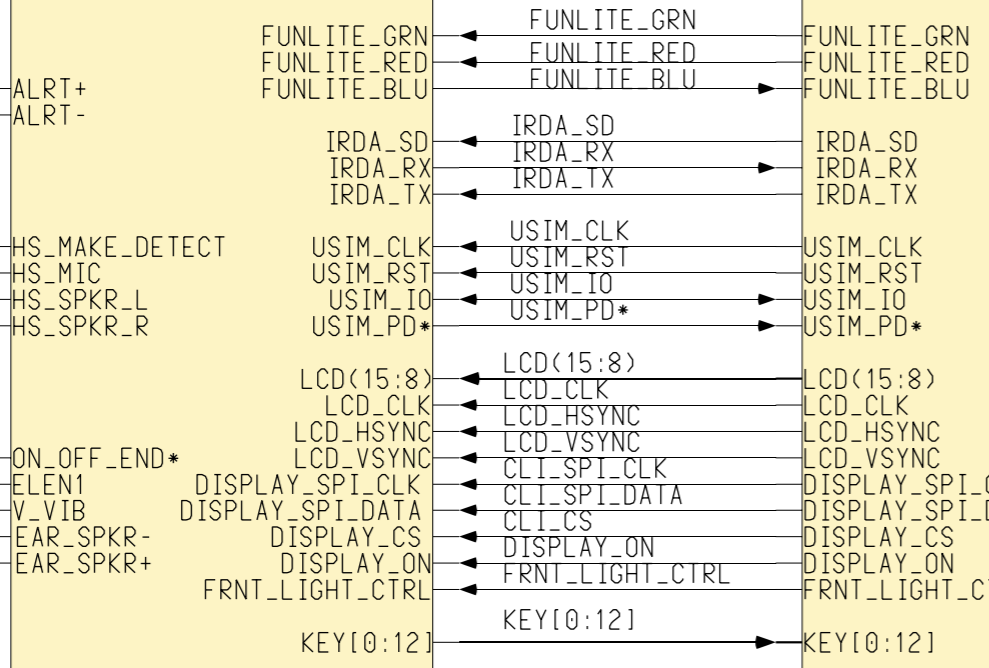 FUNLITE_GRN FUNLITE_GRN FUNLITE_GRN
FUNLITE_RED FUNLITE_RED FUNLITE_RED
ALRT+ FUNLITE_BLU FUNLITE_BLU FUNLITE_BLU
ALRT-
IRDA_SD IRDA_SD IRDA_SD
IRDA_RX IRDA_RX IRDA_RX
IRDA_TX IRDA_TX IRDA_TX
HS_MAKE_DETECT USIM_CLK USIM_CLK USIM_CLK
HS_MIC USIM_RST USIM_RST USIM_RST
HS_SPKR_L USIM_IO USIM_IO USIM_IO
HS_SPKR_R USIM_PD* USIM_PD* USIM_PD*
LCD(15:8) LCD(15:8) LCD(15:8)
LCD_CLK LCD_CLK LCD_CLK
LCD_HSYNC LCD_HSYNC LCD_HSYNC
ON_OFF_END* LCD_VSYNC LCD_VSYNC LCD_VSYNC
ELEN1 DISPLAY_SPI_CLK CLI_SPI_CLK DISPLAY_SPI_
V_VIB DISPLAY_SPI_DATA CLI_SPI_DATA DISPLAY_SPI_
EAR_SPKR- DISPLAY_CS CLI_CS DISPLAY_CS
EAR_SPKR+ DISPLAY_ON DISPLAY_ON DISPLAY_ON
FRNT_LIGHT_CTRL FRNT_LIGHT_CTRL FRNT_LIGHT_CT
KEY[0:12] KEY[0:12] KEY[0:12]